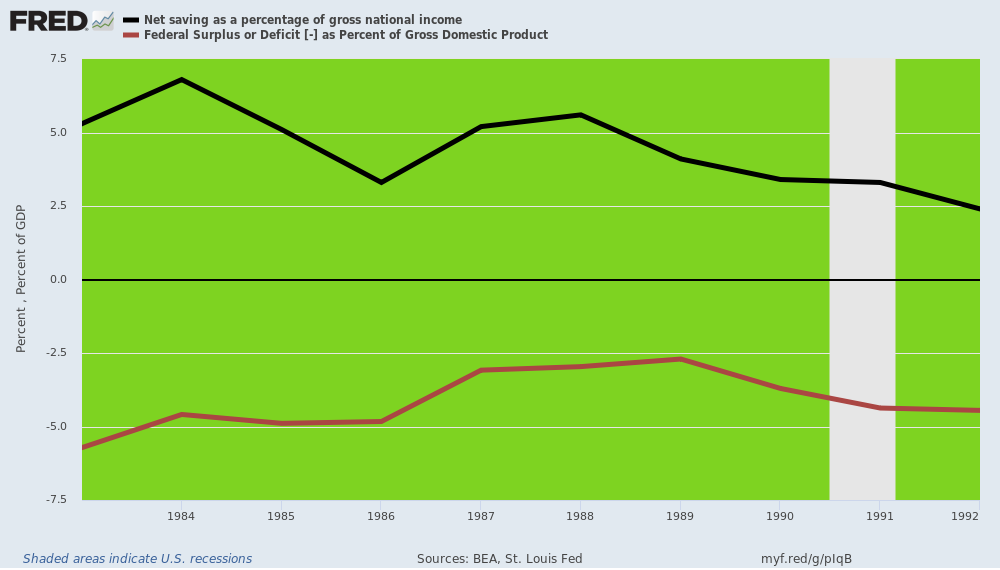 FRED
Net saving as a percentage of gross national income
Federal Surplus or Deficit [-] as Percent of Gross Domestic Product
7.5
5.0
2.5
0.0
-2.5
-5.0
-7.5
Percent , Percent of GDP
1984 1985 1986 1987 1988 1989 1990 1991 1992
Shaded areas indicate U.S. recessions Sources: BEA, St. Louis Fed myf.red/g/pIqB